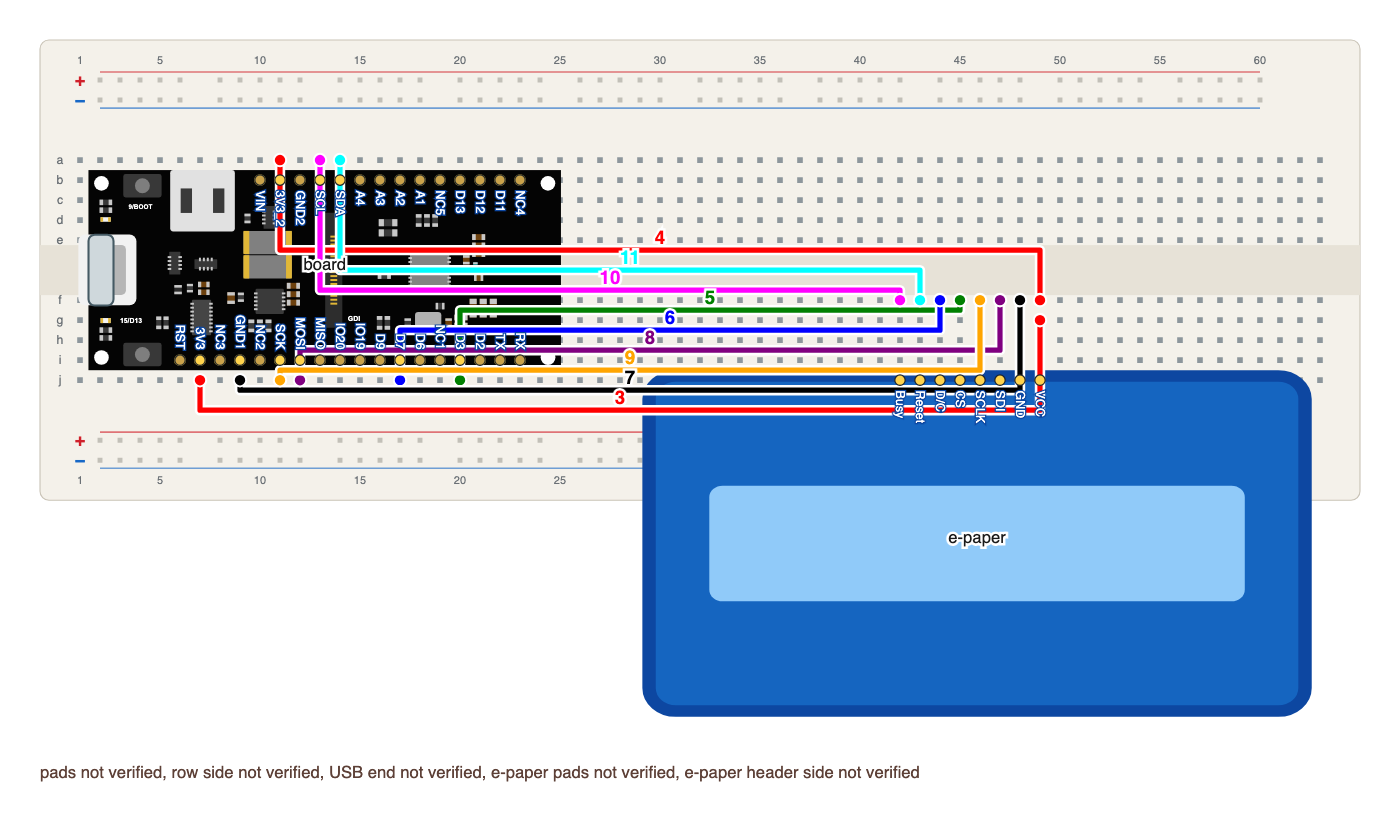 1 5 10 15 20 25 30 35 40 45 50 55 60
+
−
a
b
c
d
e
f
g
h
i
j
9/BOOT
VIN
3V3_2
GND2
SCL
SDA
A4
A3
A2
A1
NC5
D13
D12
D11
NC4
4
board
11
10
5
6
8
9
7
3
15/D13
GDI
RST
3V3
NC3
GND1
NC2
SCK
MOSI
MISO
IO20
IO19
D9
D7
D6
NC1
D3
D2
TX
RX
Busy
Reset
D/C
CS
SCLK
SDI
GND
VCC
+
−
1 5 10 15 20 25
e-paper
pads not verified, row side not verified, USB end not verified, e-paper pads not verified, e-paper header side not verified